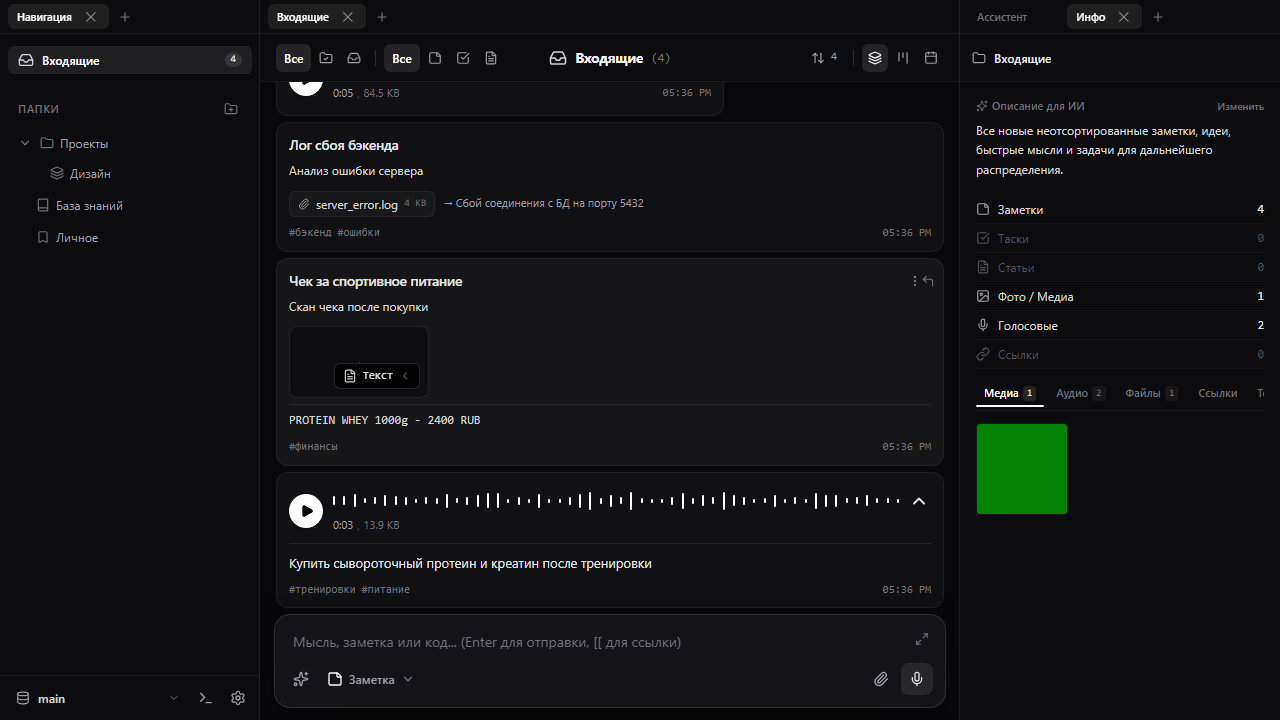 Навигация
Входящие 4
ПАПКИ
Проекты
Дизайн
База знаний
Личное
main
Входящие
Все
Все
Входящие (4)
4
0:05 , 84.5 KB
05:36 PM
Лог сбоя бэкенда
Анализ ошибки сервера
server_error.log 4 KB → Сбой соединения с БД на порту 5432
#бэкенд #ошибки
05:36 PM
Чек за спортивное питание
Скан чека после покупки
Текст
PROTEIN WHEY 1000g - 2400 RUB
#финансы
05:36 PM
0:03 , 13.9 KB
Купить сывороточный протеин и креатин после тренировки
#тренировки #питание
05:36 PM
Мысль, заметка или код... (Enter для отправки, [[ для ссылки)
Заметка
Ассистент
Инфо
Входящие
Описание для ИИ
Изменить
Все новые неотсортированные заметки, идеи,
быстрые мысли и задачи для дальнейшего
распределения.
Заметки 4
Таски 0
Статьи 0
Фото / Медиа 1
Голосовые 2
Ссылки 0
Медиа 1 Аудио 2 Файлы 1 Ссылки